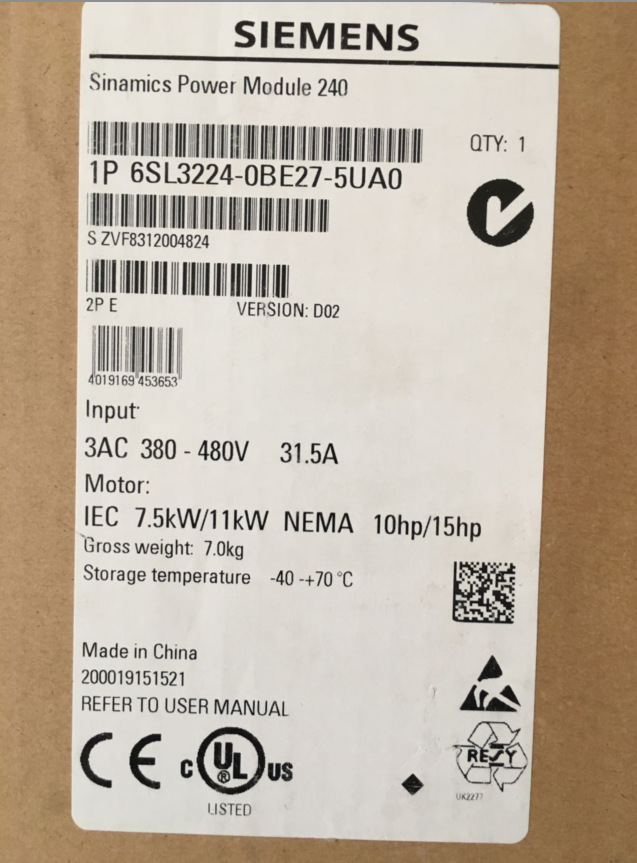 SIEMENS
Sinamics Power Module 240
QTY: 1
1P 6SL3224-0BE27-5UA0
S ZVF8312004824
2P E VERSION: D02
4019169 453653
Input
3AC 380 - 480V 31.5A
Motor:
IEC 7.5kW/11kW NEMA 10hp/15hp
Gross weight: 7.0kg
Storage temperature -40 -+70 °C
Made in China
200019151521
REFER TO USER MANUAL
CE C UL ® US
LISTED
RESY
UK2277